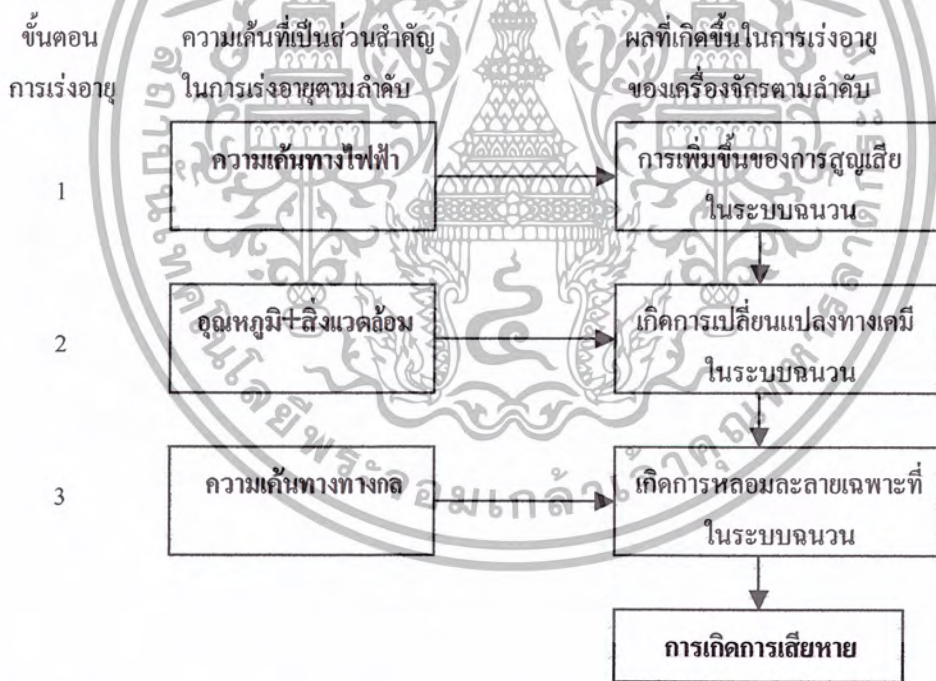 ขั้นตอน ความเค้นที่เป็นส่วนสำคัญ ผลที่เกิดขึ้นในการเร่งอายุ
การเร่งอายุ ในการเร่งอายุตามลำดับ ของเครื่องจักรตามลำดับ
1
ความเค้นทางไฟฟ้า
การเพิ่มขึ้นของการสูญเสีย
ในระบบฉนวน
2
อุณหภูมิ+สิ่งแวดล้อม
เกิดการเปลี่ยนแปลงทางเคมี
ในระบบฉนวน
3
ความเค้นทางทางกล
เกิดการหลอมละลายเฉพาะที่
ในระบบฉนวน
การเกิดการเสียหาย